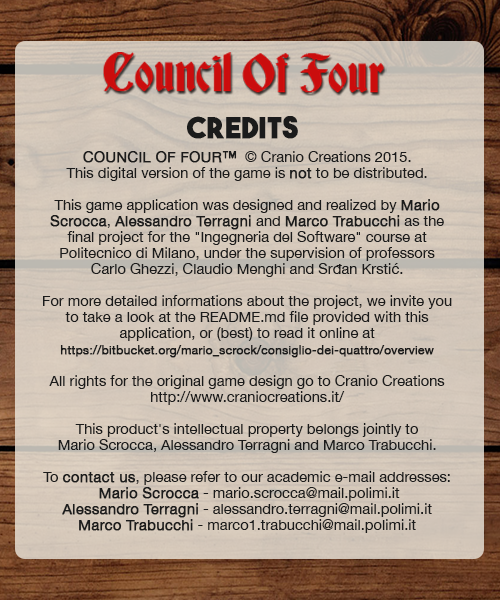 Council Of Four
CREDITS
COUNCIL OF FOUR™ © Cranio Creations 2015.
This digital version of the game is not to be distributed.
This game application was designed and realized by Mario
Scrocca, Alessandro Terragni and Marco Trabucchi as the
final project for the "Ingegneria del Software" course at
Politecnico di Milano, under the supervision of professors
Carlo Ghezzi, Claudio Menghi and Srđan Krstić.
For more detailed informations about the project, we invite you
to take a look at the README.md file provided with this
application, or (best) to read it online at
https://bitbucket.org/mario_scrock/consiglio-dei-quattro/overview
All rights for the original game design go to Cranio Creations
http://www.craniocreations.it/
This product's intellectual property belongs jointly to
Mario Scrocca, Alessandro Terragni and Marco Trabucchi.
To contact us, please refer to our academic e-mail addresses:
Mario Scrocca - mario.scrocca@mail.polimi.it
Alessandro Terragni - alessandro.terragni@mail.polimi.it
Marco Trabucchi - marco1.trabucchi@mail.polimi.it